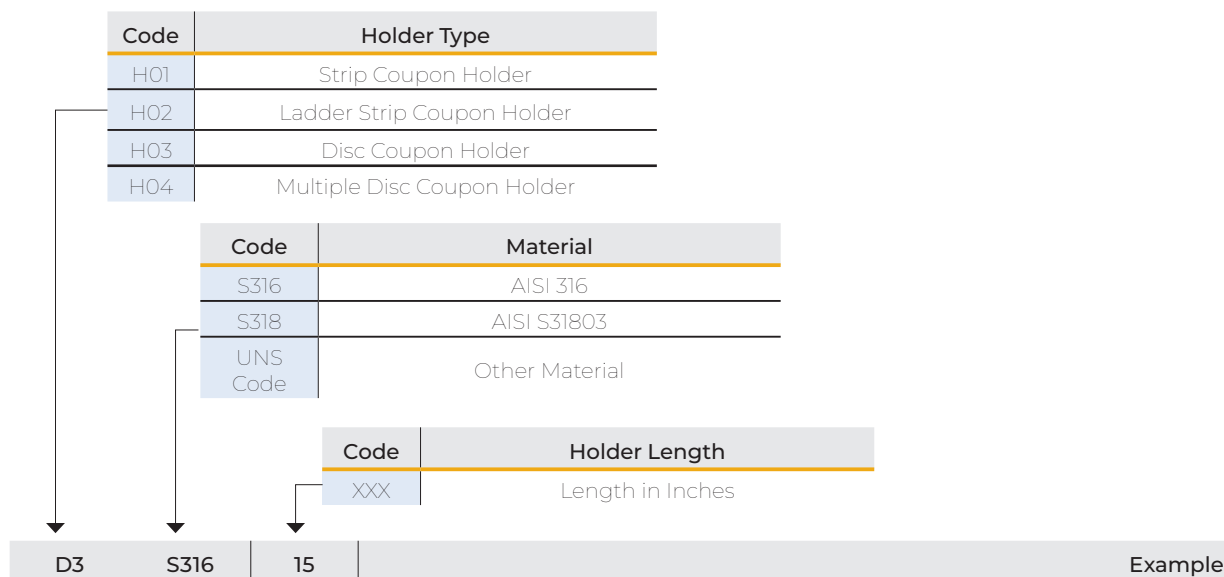 Code Holder Type
H01 Strip Coupon Holder
H02 Ladder Strip Coupon Holder
H03 Disc Coupon Holder
H04 Multiple Disc Coupon Holder
Code Material
S316 AISI 316
S318 AISI S31803
UNS
Code Other Material
Code Holder Length
XXX Length in Inches
D3 S316 15 Example